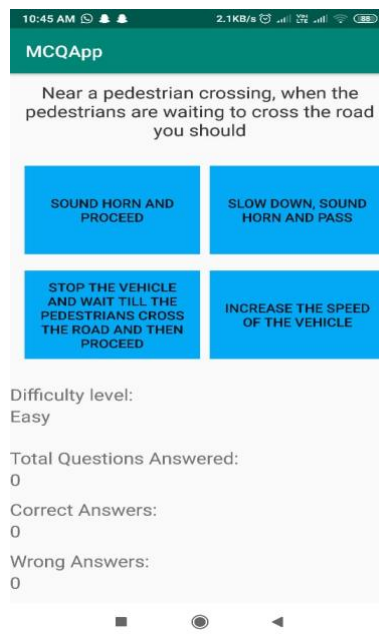 10:45 AM 2.1KB/s VoLTE 88
MCQApp
Near a pedestrian crossing, when the
pedestrians are waiting to cross the road
you should
SOUND HORN AND
PROCEED
SLOW DOWN, SOUND
HORN AND PASS
STOP THE VEHICLE
AND WAIT TILL THE
PEDESTRIANS CROSS
THE ROAD AND THEN
PROCEED
INCREASE THE SPEED
OF THE VEHICLE
Difficulty level:
Easy
Total Questions Answered:
0
Correct Answers:
0
Wrong Answers:
0